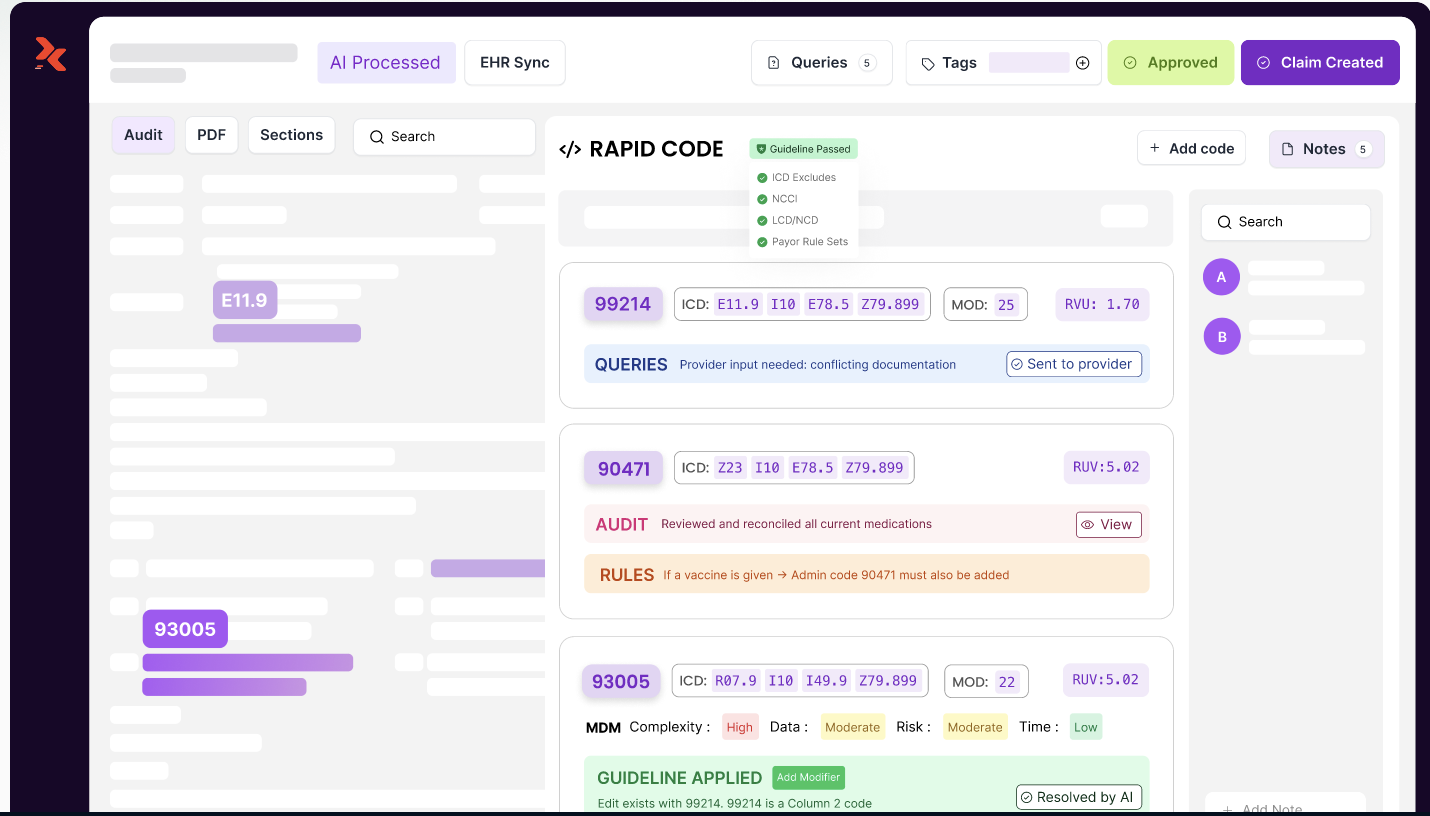 AI Processed
EHR Sync
Queries 5
Tags
Approved
Claim Created
Audit
PDF
Sections
Search
E11.9
93005
</> RAPID CODE
Guideline Passed
ICD Excludes
NCCI
LCD/NCD
Payor Rule Sets
+ Add code
Notes 5
99214
ICD: E11.9 I10 E78.5 Z79.899
MOD: 25
RVU: 1.70
QUERIES Provider input needed: conflicting documentation
Sent to provider
90471
ICD: Z23 I10 E78.5 Z79.899
RUV:5.02
AUDIT Reviewed and reconciled all current medications
View
RULES If a vaccine is given → Admin code 90471 must also be added
93005
ICD: R07.9 I10 I49.9 Z79.899
MOD: 22
RUV:5.02
MDM Complexity : High Data : Moderate Risk : Moderate Time : Low
GUIDELINE APPLIED Add Modifier
Edit exists with 99214. 99214 is a Column 2 code
Resolved by AI
Search
A
B
+ Add Note